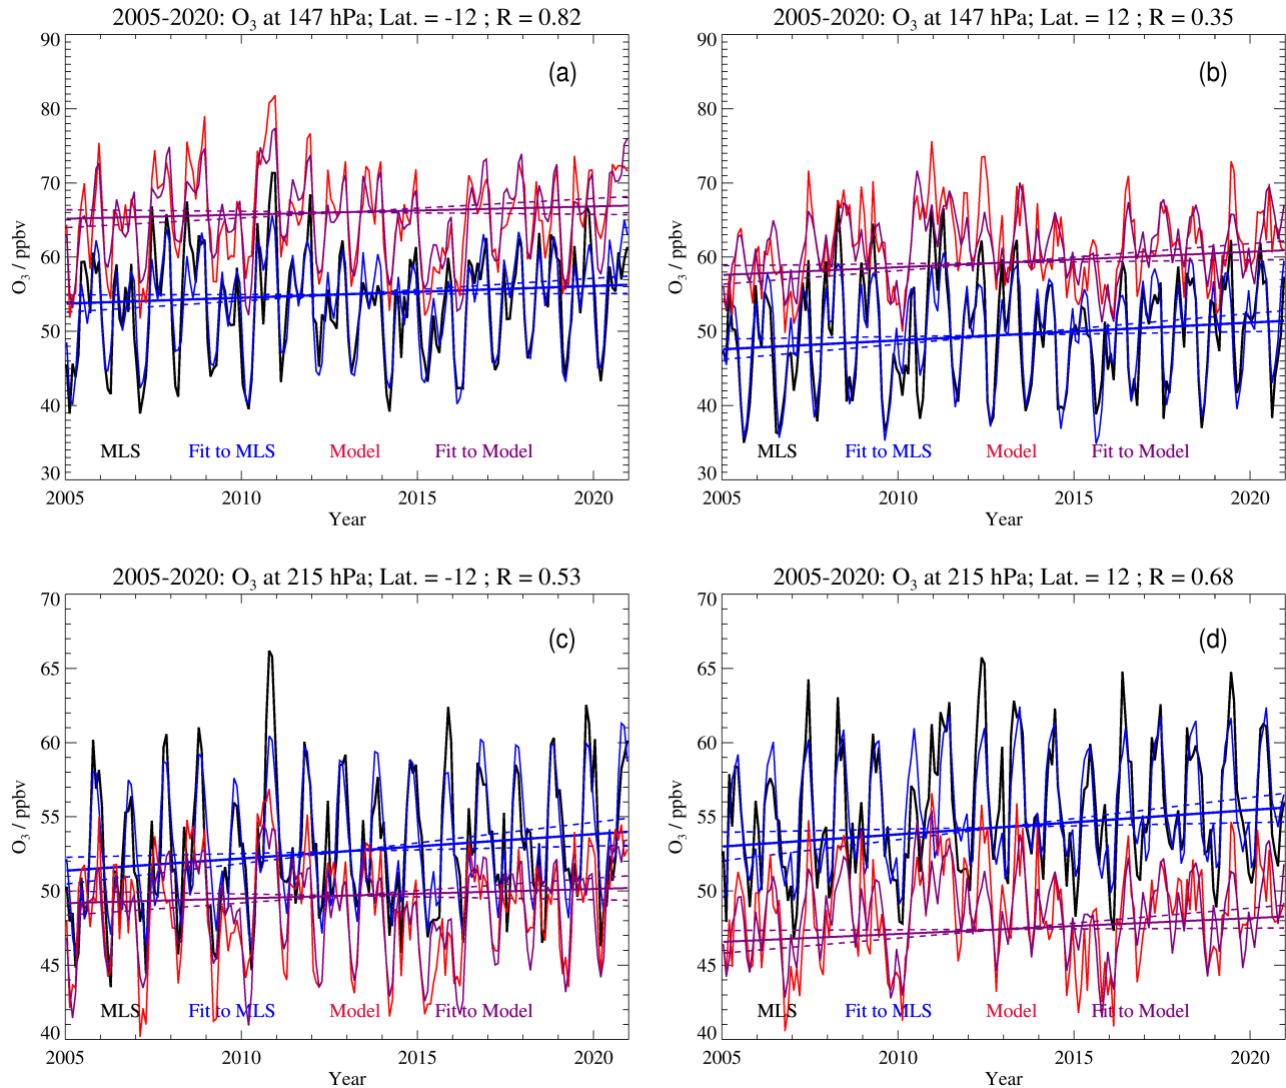 2005-2020: O₃ at 147 hPa; Lat. = -12 ; R = 0.82
(a)
90
80
70
60
50
40
30
O₃ / ppbv
MLS Fit to MLS Model Fit to Model
2005 2010 2015 2020
Year
2005-2020: O₃ at 147 hPa; Lat. = 12 ; R = 0.35
(b)
90
80
70
60
50
40
30
O₃ / ppbv
MLS Fit to MLS Model Fit to Model
2005 2010 2015 2020
Year
2005-2020: O₃ at 215 hPa; Lat. = -12 ; R = 0.53
(c)
70
65
60
55
50
45
40
O₃ / ppbv
MLS Fit to MLS Model Fit to Model
2005 2010 2015 2020
Year
2005-2020: O₃ at 215 hPa; Lat. = 12 ; R = 0.68
(d)
70
65
60
55
50
45
40
O₃ / ppbv
MLS Fit to MLS Model Fit to Model
2005 2010 2015 2020
Year